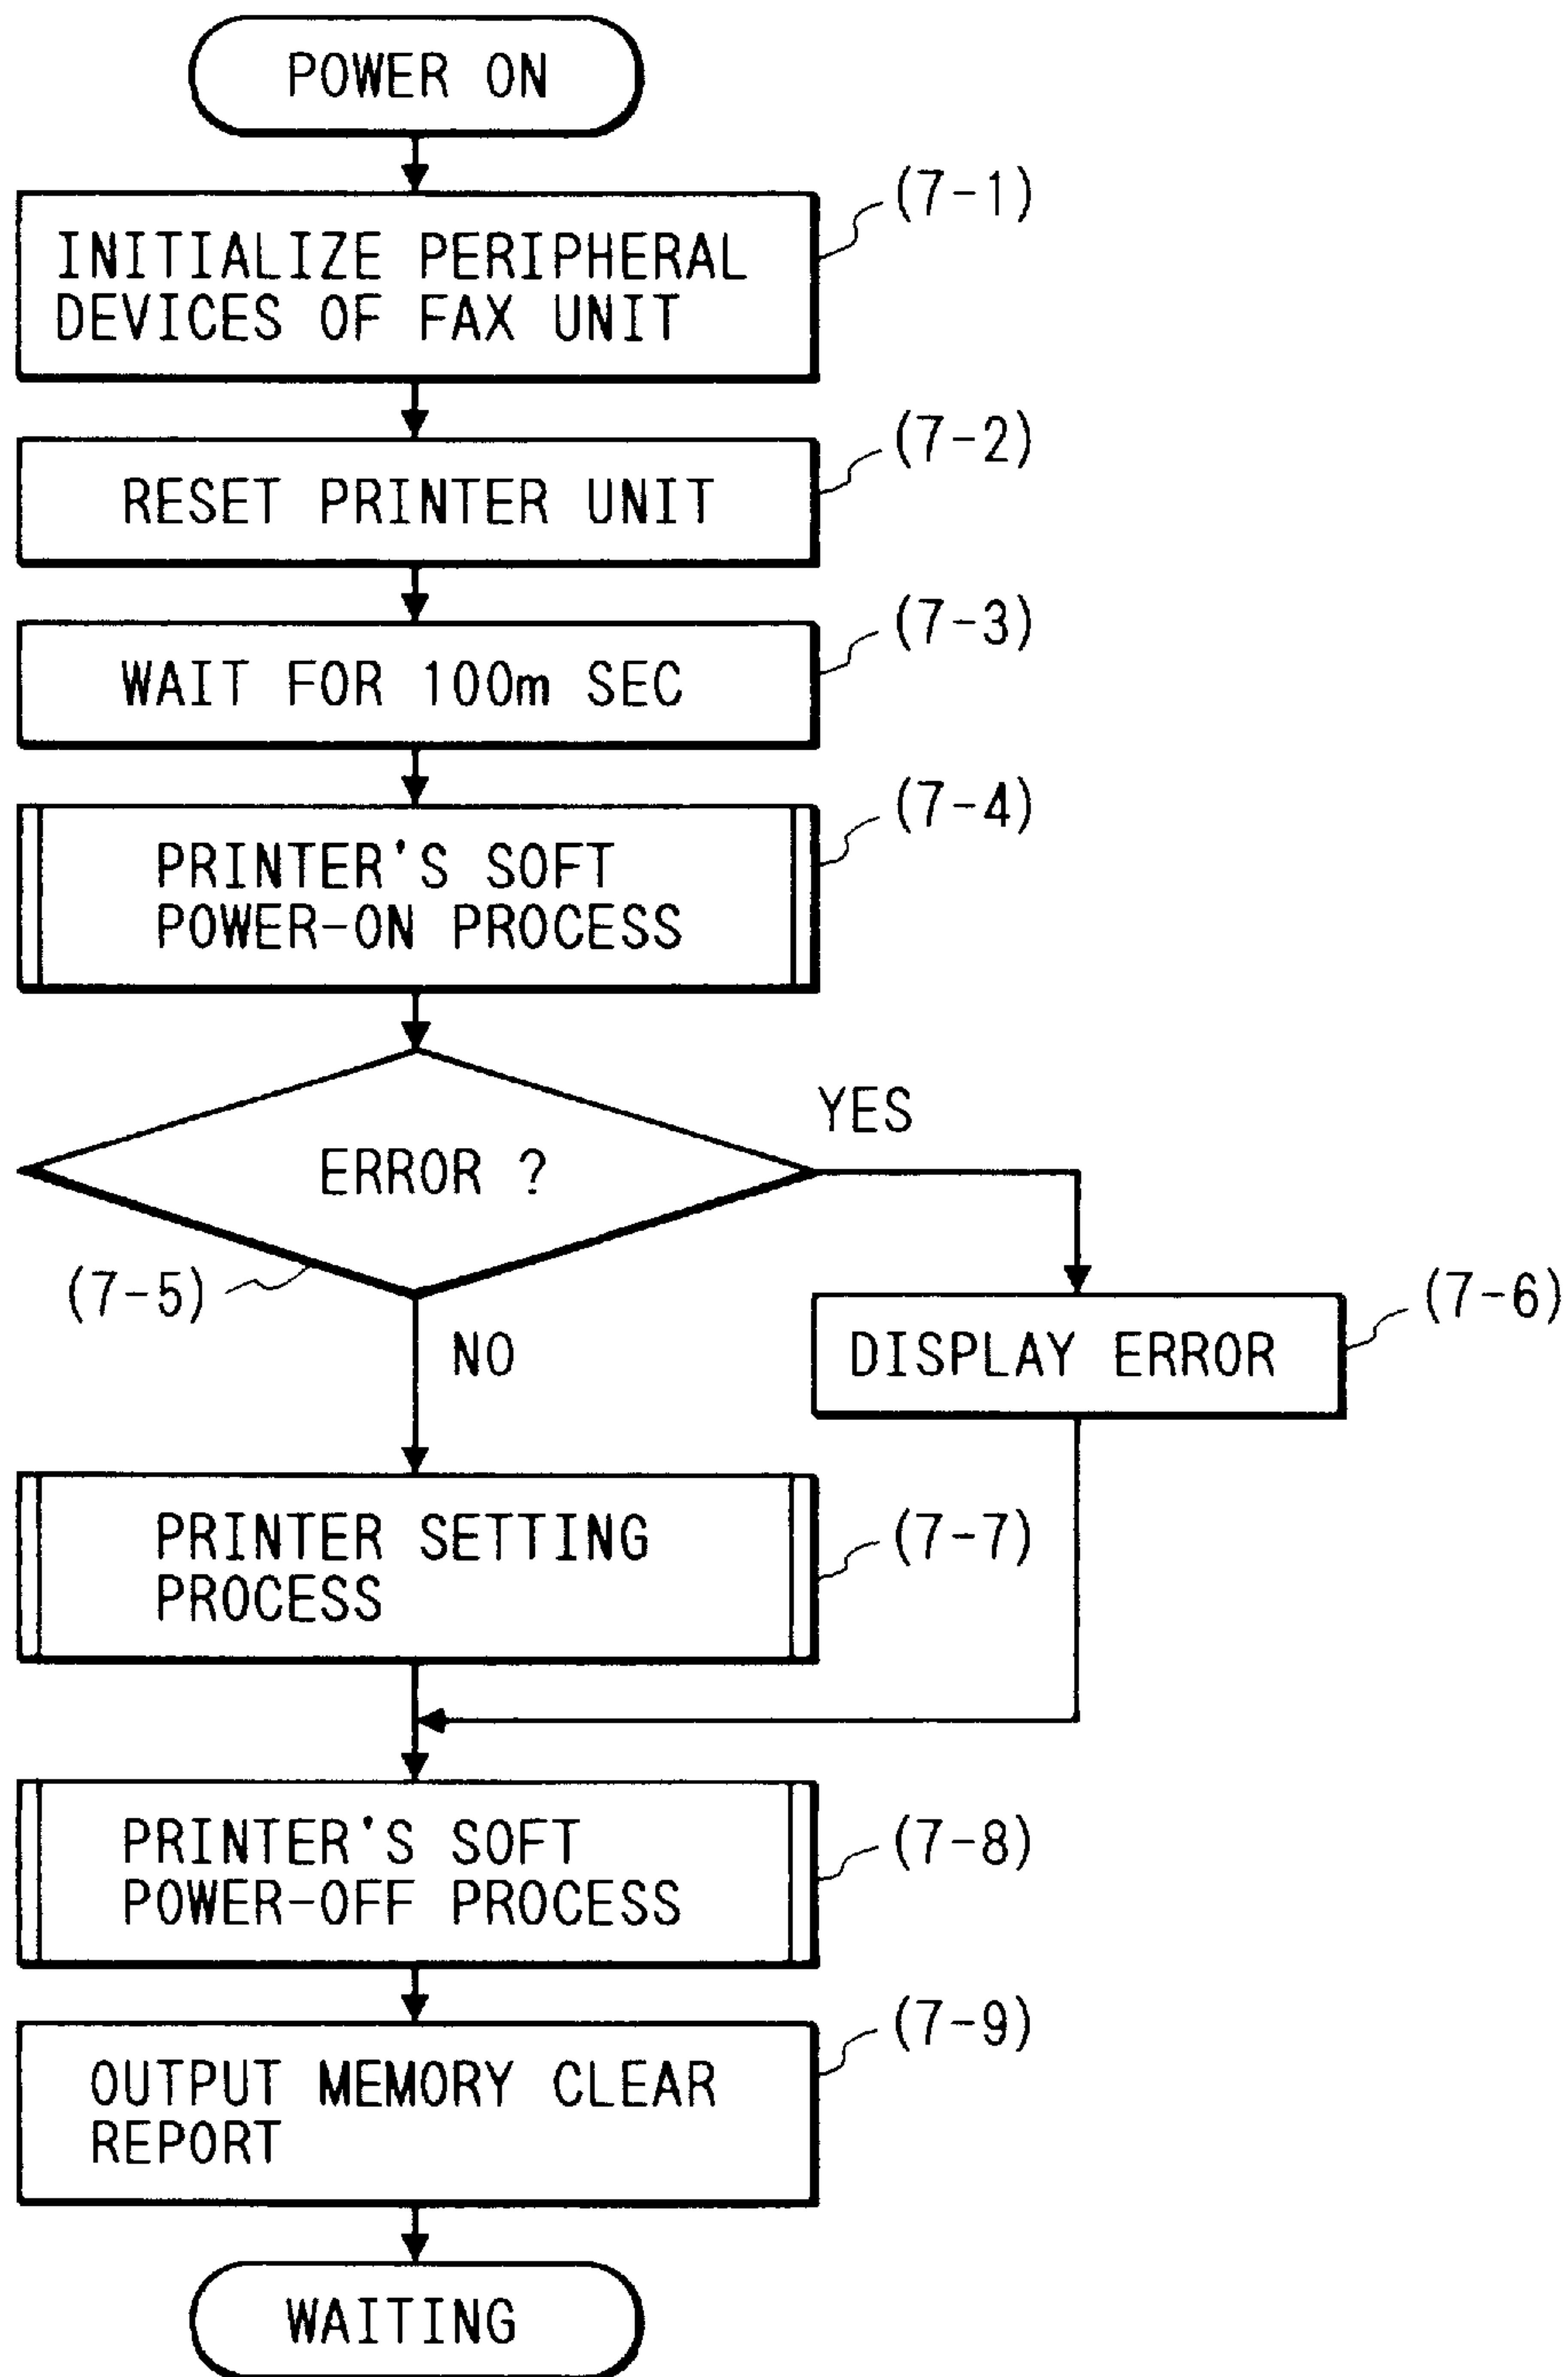 POWER ON
(7-1)
INITIALIZE PERIPHERAL
DEVICES OF FAX UNIT
(7-2)
RESET PRINTER UNIT
(7-3)
WAIT FOR 100m SEC
(7-4)
PRINTER'S SOFT
POWER-ON PROCESS
YES
ERROR ?
(7-5)
NO
(7-6)
DISPLAY ERROR
(7-7)
PRINTER SETTING
PROCESS
(7-8)
PRINTER'S SOFT
POWER-OFF PROCESS
(7-9)
OUTPUT MEMORY CLEAR
REPORT
WAITING